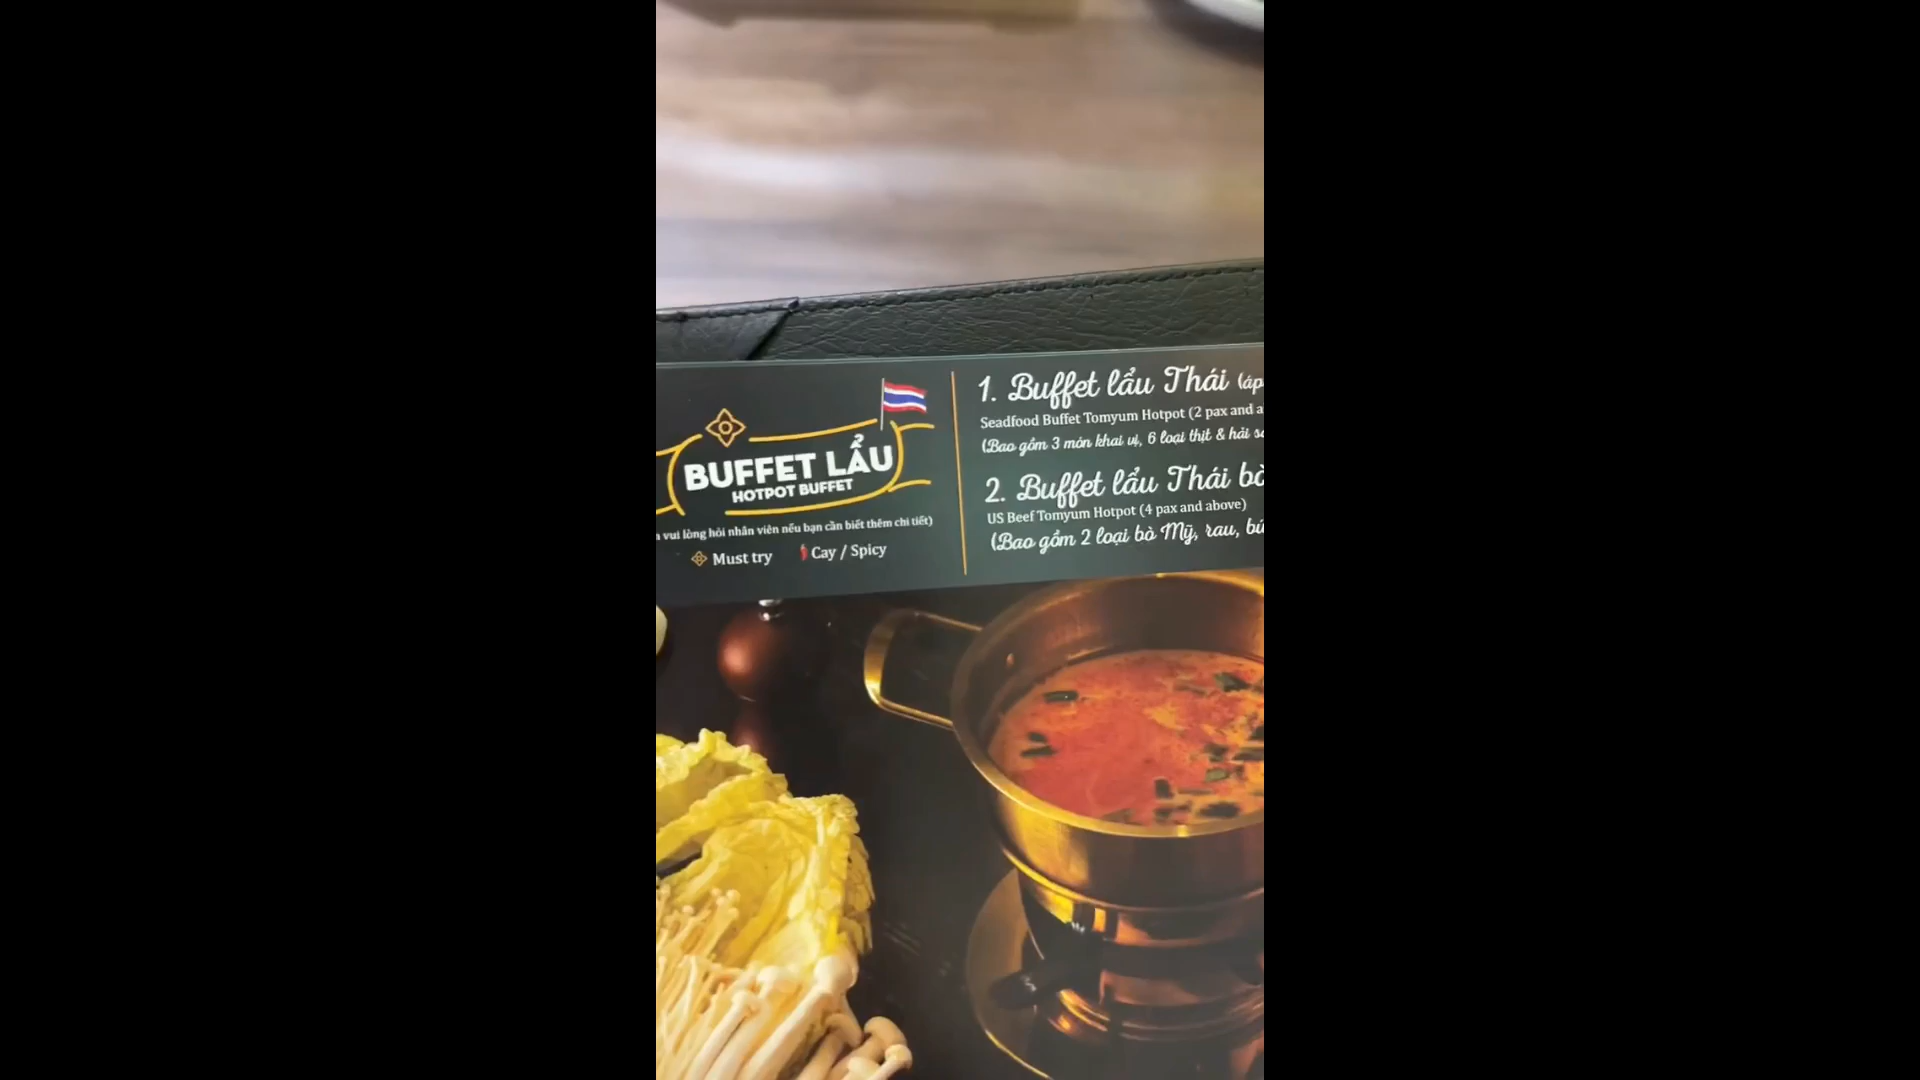 BUFFET LẨU
HOTPOT BUFFET
vui lòng hỏi nhân viên nếu bạn cần biết thêm chi tiết)
Must try
Cay / Spicy
1. Buffet lẩu Thái (áp
Seadfood Buffet Tomyum Hotpot (2 pax and a
(Bao gồm 3 món khai vị, 6 loại thịt & hải
2. Buffet lẩu Thái bò
US Beef Tomyum Hotpot (4 pax and above)
(Bao gồm 2 loại bò Mỹ, rau,